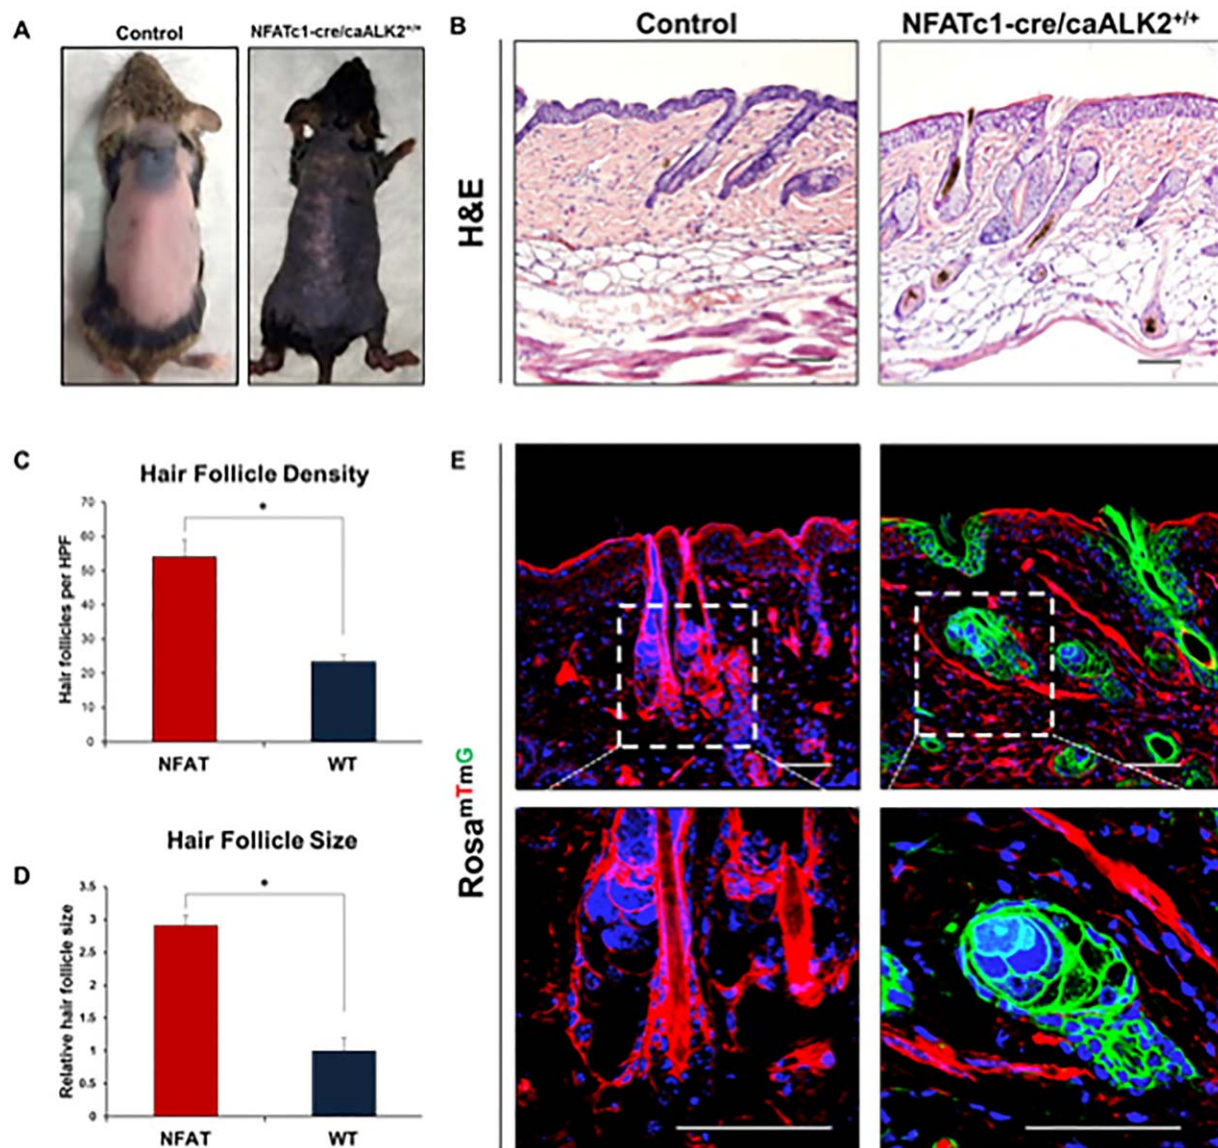 A
Control
NFATc1-cre/caALK2+/+
B
Control
NFATc1-cre/caALK2+/+
H&E
C
Hair Follicle Density
Hair follicles per HPF
70
60
50
40
30
20
10
0
*
NFAT
WT
D
Hair Follicle Size
Relative hair follicle size
3.5
3
2.5
2
1.5
1
0.5
0
*
NFAT
WT
E
RosamTmG